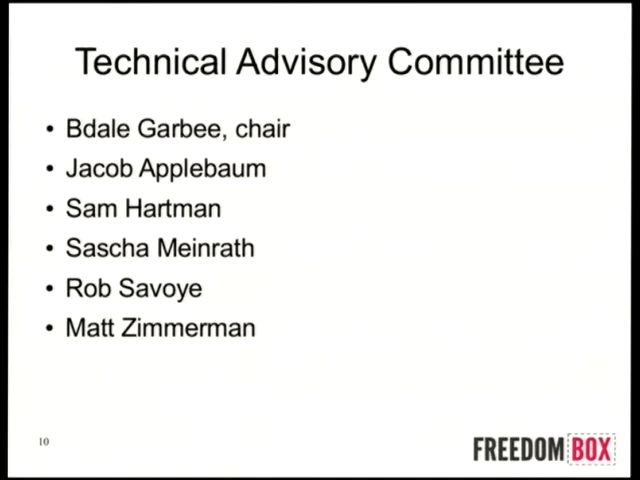 Technical Advisory Committee
• Bdale Garbee, chair
• Jacob Applebaum
• Sam Hartman
• Sascha Meinrath
• Rob Savoye
• Matt Zimmerman
10
FREEDOMBOX